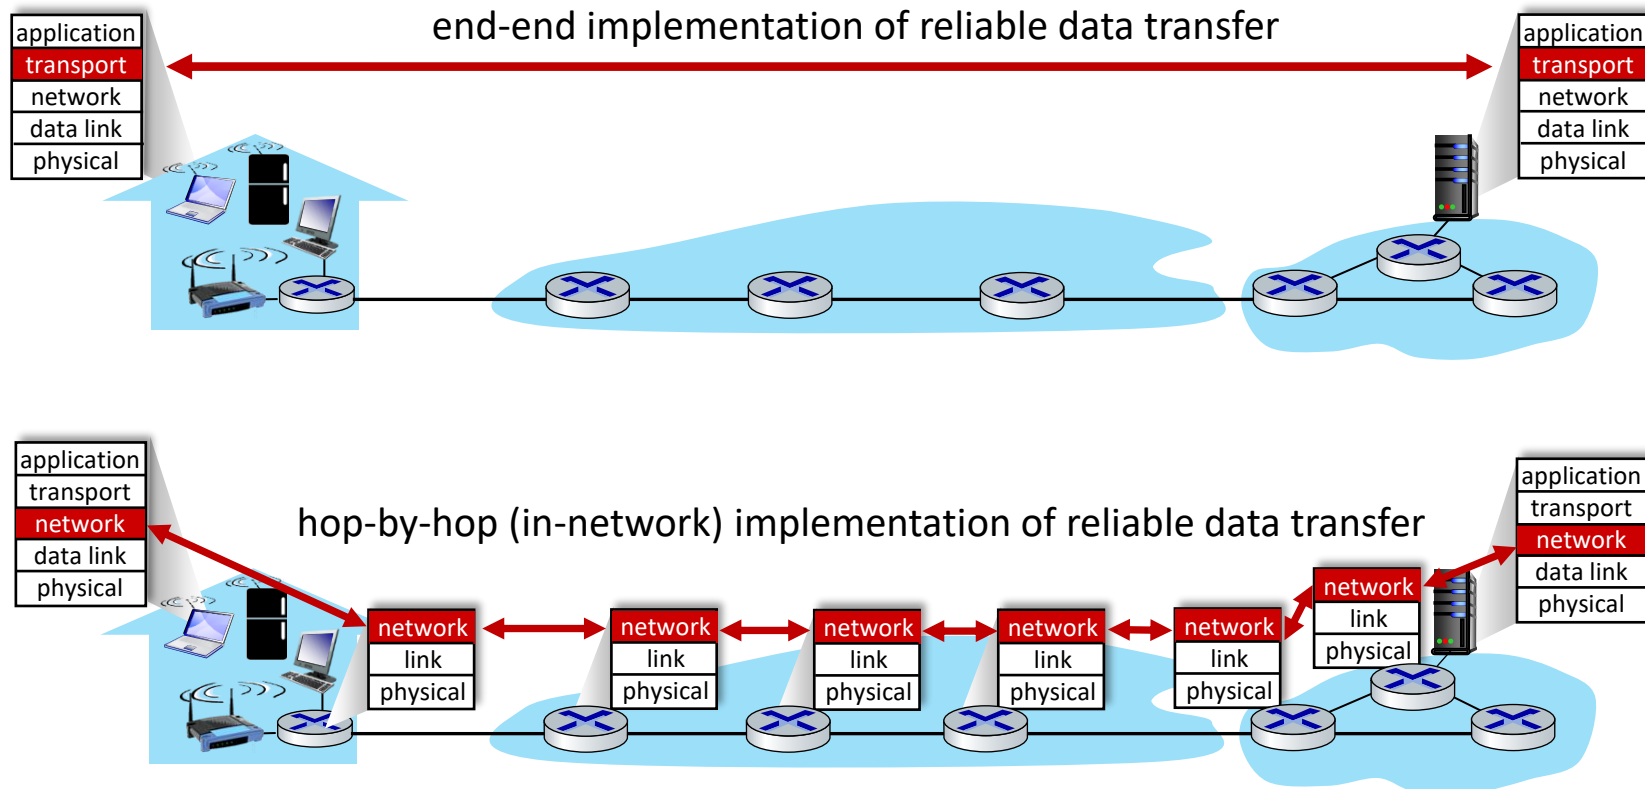 end-end implementation of reliable data transfer
application
transport
network
data link
physical
application
transport
network
data link
physical
hop-by-hop (in-network) implementation of reliable data transfer
application
transport
network
data link
physical
network
link
physical
network
link
physical
network
link
physical
network
link
physical
network
link
physical
network
link
physical
application
transport
network
data link
physical